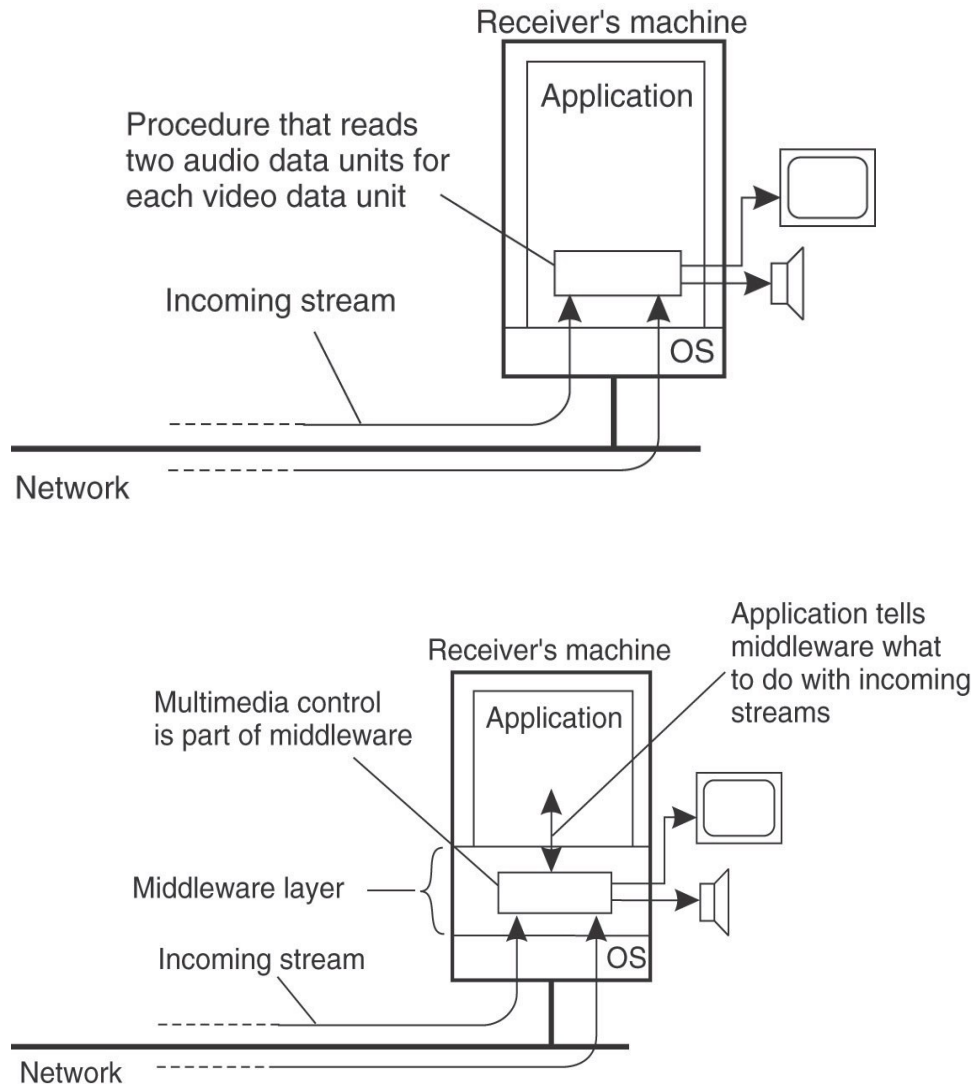 Receiver's machine
Application
Procedure that reads
two audio data units for
each video data unit
Incoming stream
OS
Network
Application tells
middleware what
to do with incoming
streams
Receiver's machine
Multimedia control
is part of middleware
Application
Middleware layer
Incoming stream
OS
Network